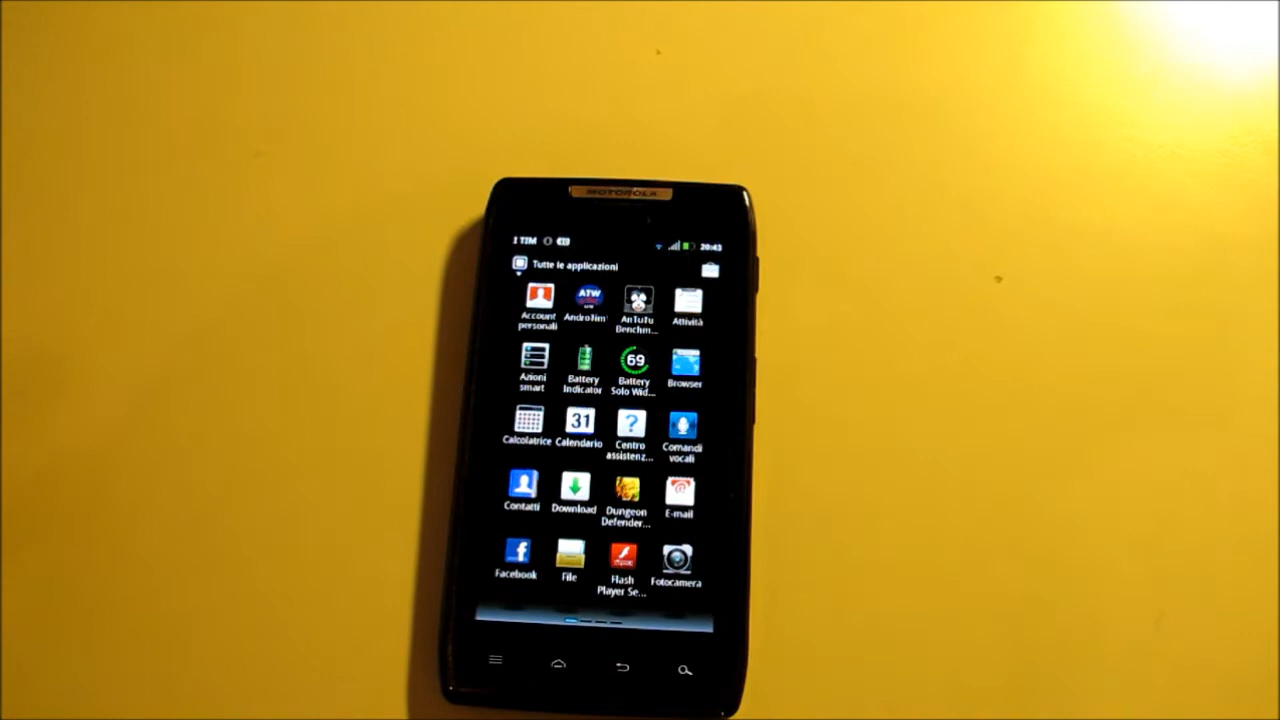 MOTOROLA
I TIM
20:43
Tutte le applicazioni
Account
personali
ATW
AndroTim
AnTuTu
Benchm...
Attività
Azioni
smart
Battery
Indicator
69
Battery
Solo Wid...
Browser
Calcolatrice
31
Calendario
?
Centro
assistenz...
Comandi
vocali
Contatti
Download
Dungeon
Defender...
@
E-mail
f
Facebook
File
Flash
Player Se...
Fotocamera